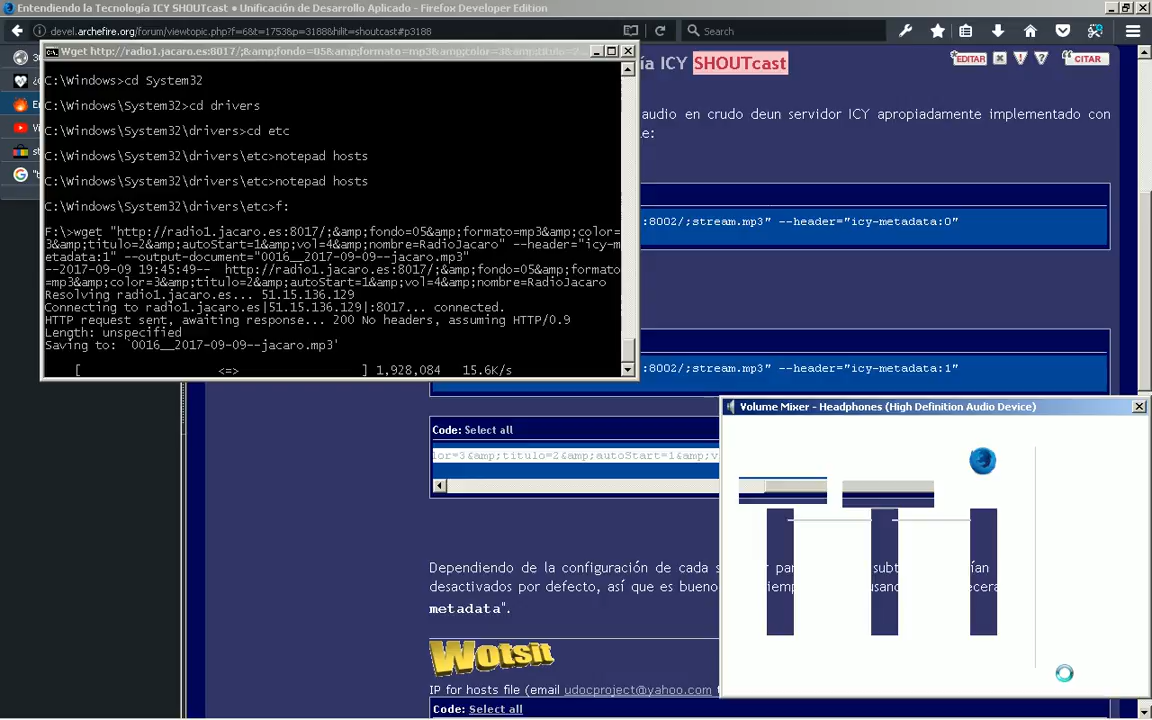 Entendiendo la Tecnología ICY SHOUTcast • Unificación de Desarrollo Aplicado - Firefox Developer Edition
devel.archefire.org/forum/viewtopic.php?f=6&t=1753&p=3188&hilit=shoutcast#p3188
Search
Wget http://radio1.jacaro.es:8017/;&amp;fondo=05&amp;formato=mp3&amp;color=3&amp;titulo=2...
C:\Windows>cd System32
C:\Windows\System32>cd drivers
C:\Windows\System32\drivers>cd etc
C:\Windows\System32\drivers\etc>notepad hosts
C:\Windows\System32\drivers\etc>notepad hosts
C:\Windows\System32\drivers\etc>f:
F:\>wget "http://radio1.jacaro.es:8017/;&amp;fondo=05&amp;formato=mp3&amp;color=
3&amp;titulo=2&amp;autoStart=1&amp;vol=4&amp;nombre=RadioJacaro" --header="icy-m
etadata:1" --output-document="0016__2017-09-09--jacaro.mp3"
--2017-09-09 19:45:49-- http://radio1.jacaro.es:8017/;&amp;fondo=05&amp;formato
=mp3&amp;color=3&amp;titulo=2&amp;autoStart=1&amp;vol=4&amp;nombre=RadioJacaro
Resolving radio1.jacaro.es... 51.15.136.129
Connecting to radio1.jacaro.es|51.15.136.129|:8017... connected.
HTTP request sent, awaiting response... 200 No headers, assuming HTTP/0.9
Length: unspecified
Saving to: `0016__2017-09-09--jacaro.mp3'
[ <=> ] 1,928,084 15.6K/s
ía ICY SHOUTcast
EDITAR
CITAR
audio en crudo deun servidor ICY apropiadamente implementado con
e:
:8002/;stream.mp3" --header="icy-metadata:0"
:8002/;stream.mp3" --header="icy-metadata:1"
Code: Select all
lor=3&amp;titulo=2&amp;autoStart=1&amp;v
Volume Mixer - Headphones (High Definition Audio Device)
Dependiendo de la configuración de cada
desactivados por defecto, así que es bueno
metadata".
Wotsit
IP for hosts file (email udocproject@yahoo.com
Code: Select all